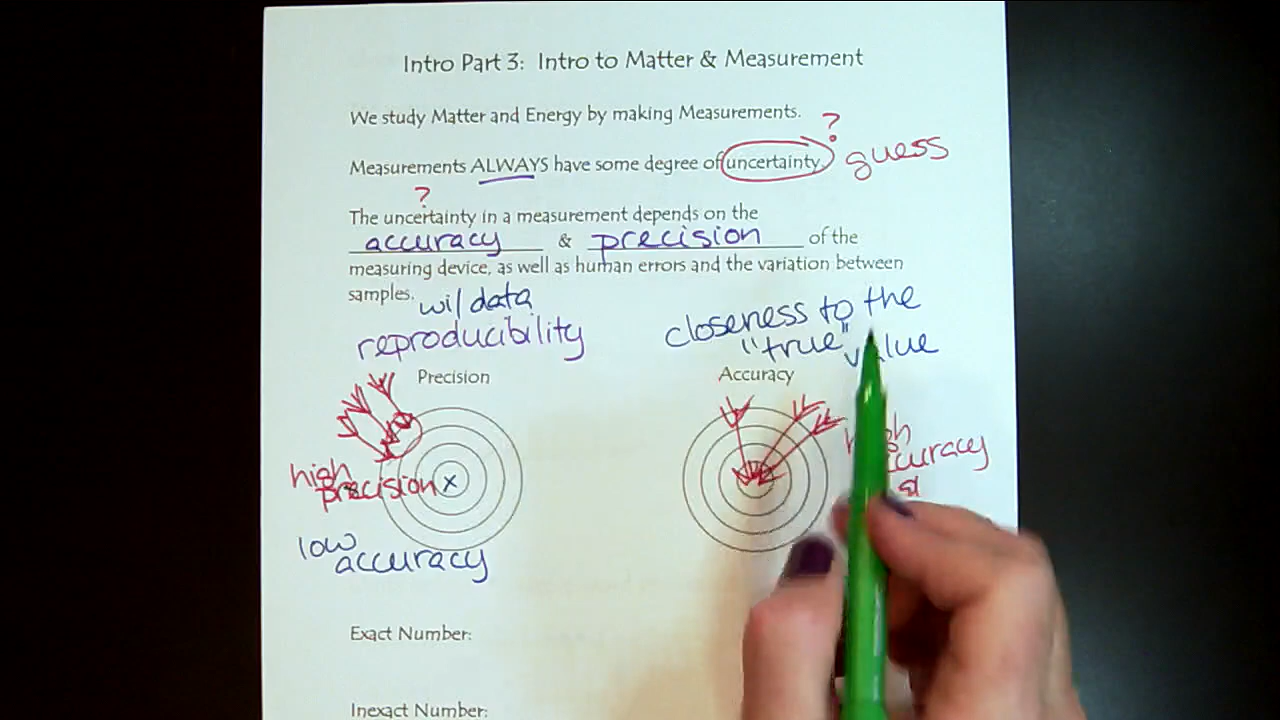 Intro Part 3: Intro to Matter & Measurement
We study Matter and Energy by making Measurements.
?
Measurements ALWAYS have some degree of uncertainty. guess
?
The uncertainty in a measurement depends on the
accuracy & precision of the
measuring device, as well as human errors and the variation between
samples. w/ data
reproducibility
closeness to the
"true" value
Precision
Accuracy
high
precision
x
high
accuracy
low
accuracy
Exact Number:
Inexact Number: